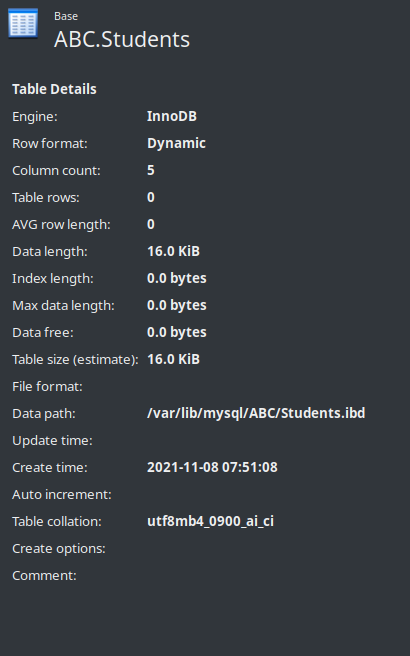 Base
ABC.Students
Table Details
Engine: InnoDB
Row format: Dynamic
Column count: 5
Table rows: 0
AVG row length: 0
Data length: 16.0 KiB
Index length: 0.0 bytes
Max data length: 0.0 bytes
Data free: 0.0 bytes
Table size (estimate): 16.0 KiB
File format:
Data path: /var/lib/mysql/ABC/Students.ibd
Update time:
Create time: 2021-11-08 07:51:08
Auto increment:
Table collation: utf8mb4_0900_ai_ci
Create options:
Comment: